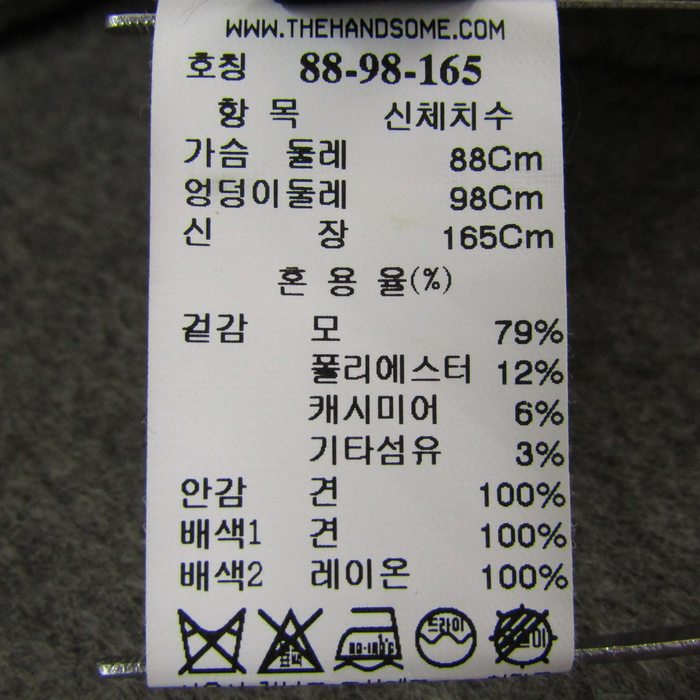 WWW.THEHANDSOME.COM
호칭 88-98-165
항 목 신체치수
가슴 둘레 88Cm
엉덩이둘레 98Cm
신 장 165Cm
혼 용 율(%)
겉감 모 79%
폴리에스터 12%
캐시미어 6%
기타섬유 3%
안감 견 100%
배색1 견 100%
배색2 레이온 100%
표백 드라이